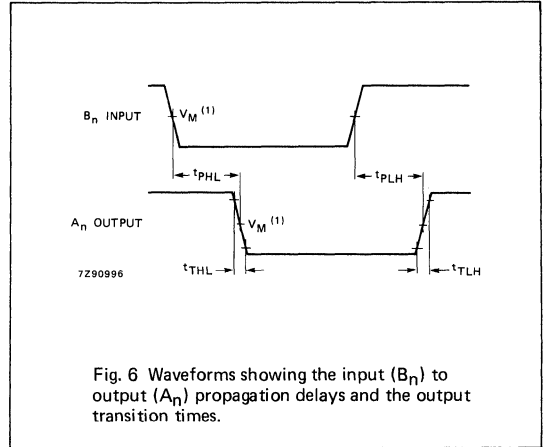 Bn INPUT
VM (1)
tPHL
tPLH
An OUTPUT
VM (1)
7Z90996
tTHL
tTLH
Fig. 6 Waveforms showing the input (Bn) to
output (An) propagation delays and the output
transition times.